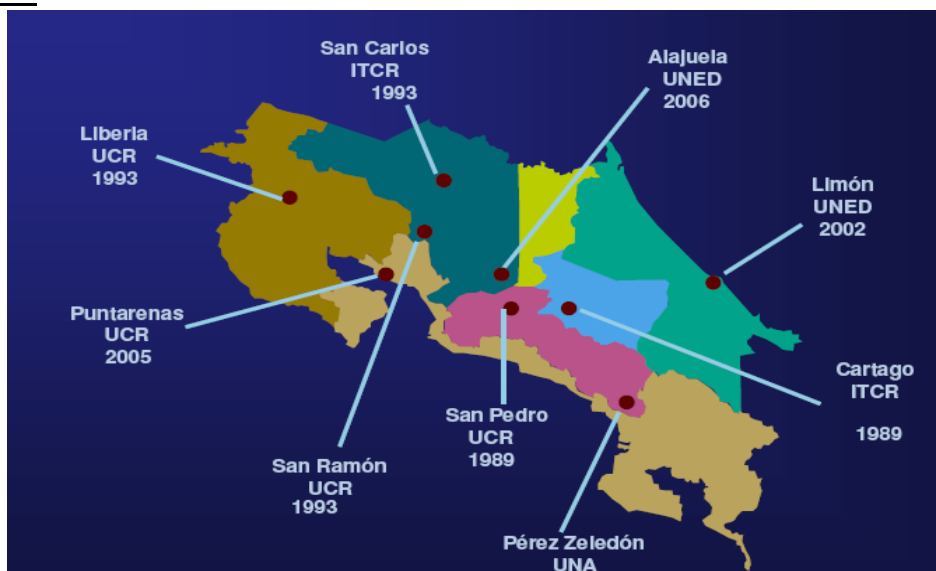 San Carlos
ITCR
1993
Alajuela
UNED
2006
Liberia
UCR
1993
Limón
UNED
2002
Puntarenas
UCR
2005
Cartago
ITCR
1989
San Pedro
UCR
1989
San Ramón
UCR
1993
Pérez Zeledón
UNA